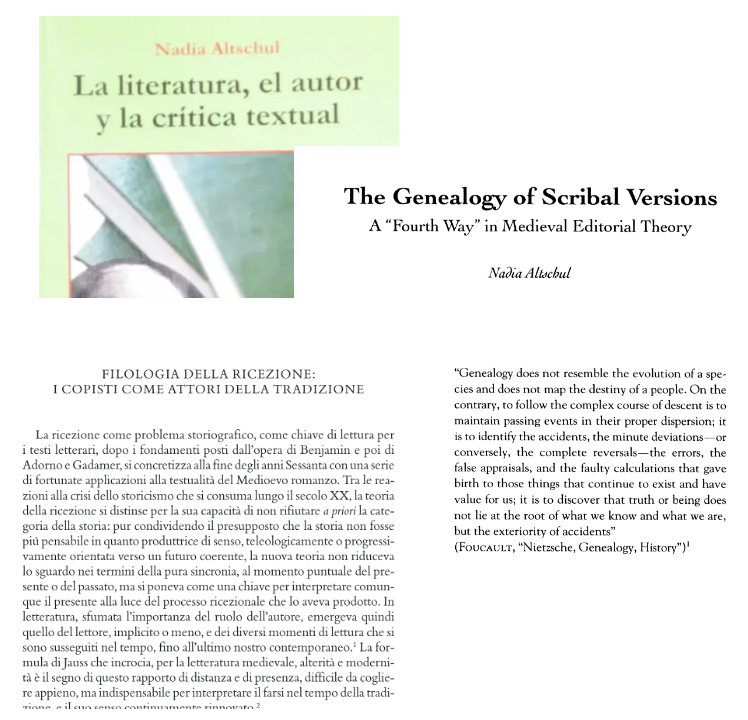 Nadia Altschul
La literatura, el autor
y la crítica textual
The Genealogy of Scribal Versions
A “Fourth Way” in Medieval Editorial Theory
Nadia Altschul
FILOLOGIA DELLA RICEZIONE:
I COPISTI COME ATTORI DELLA TRADIZIONE
La ricezione come problema storiografico, come chiave di lettura per
i testi letterari, dopo i fondamenti posti dall'opera di Benjamin e poi di
Adorno e Gadamer, si concretizza alla fine degli anni Sessanta con una serie
di fortunate applicazioni alla testualità del Medioevo romanzo. Tra le rea-
zioni alla crisi dello storicismo che si consuma lungo il secolo XX, la teoria
della ricezione si distinse per la sua capacità di non rifiutare a priori la cate-
goria della storia: pur condividendo il presupposto che la storia non fosse
piú pensabile in quanto produttrice di senso, teleologicamente o progressi-
vamente orientata verso un futuro coerente, la nuova teoria non riduceva
lo sguardo nei termini della pura sincronia, al momento puntuale del pre-
sente o del passato, ma si poneva come una chiave per interpretare comun-
que il presente alla luce del processo ricezionale che lo aveva prodotto. In
letteratura, sfumata l'importanza del ruolo dell'autore, emergeva quindi
quello del lettore, implicito o meno, e dei diversi momenti di lettura che si
sono susseguiti nel tempo, fino all'ultimo nostro contemporaneo.¹ La for-
mula di Jauss che incrocia, per la letteratura medievale, alterità e moderni-
tà è il segno di questo rapporto di distanza e di presenza, difficile da coglie-
re appieno, ma indispensabile per interpretare il farsi nel tempo della tradi-
zione, e il suo senso continuamente rinnovato.²
“Genealogy does not resemble the evolution of a spe-
cies and does not map the destiny of a people. On the
contrary, to follow the complex course of descent is to
maintain passing events in their proper dispersion; it
is to identify the accidents, the minute deviations—or
conversely, the complete reversals—the errors, the
false appraisals, and the faulty calculations that gave
birth to those things that continue to exist and have
value for us; it is to discover that truth or being does
not lie at the root of what we know and what we are,
but the exteriority of accidents”
(FOUCAULT, “Nietzsche, Genealogy, History”)¹